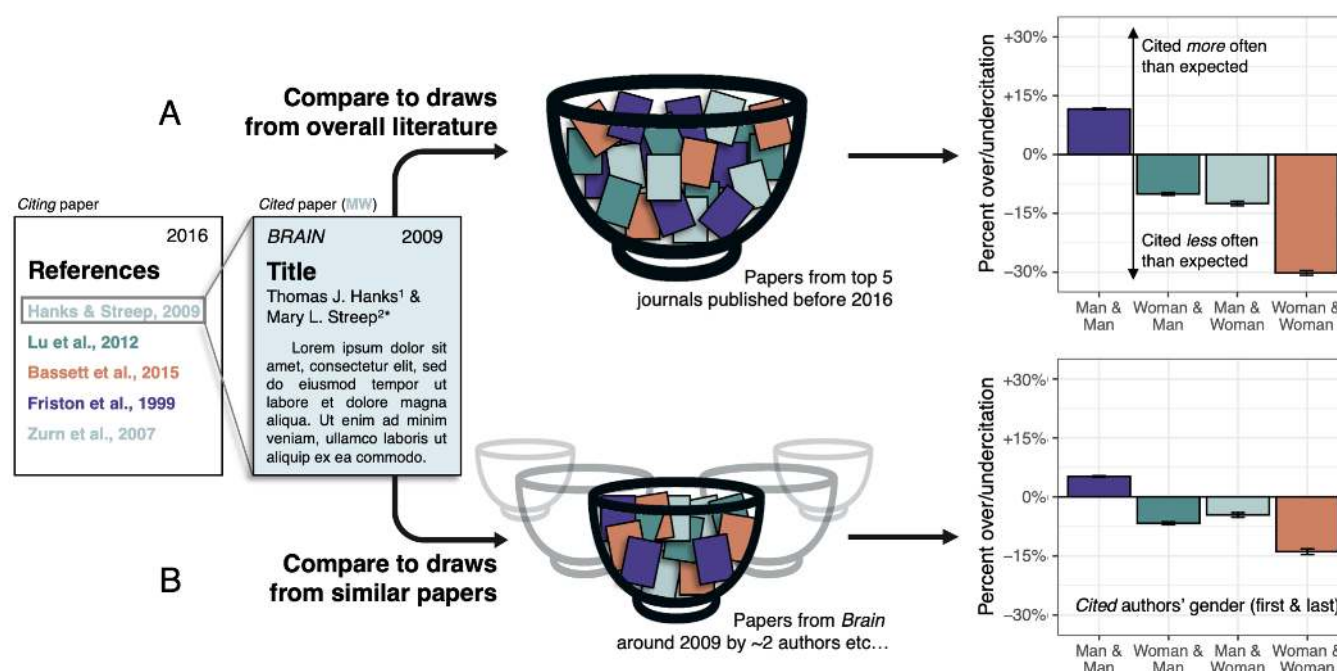 A
Compare to draws
from overall literature
Citing paper
2016
References
Hanks & Streep, 2009
Lu et al., 2012
Bassett et al., 2015
Friston et al., 1999
Zurn et al., 2007
Cited paper (MW)
BRAIN 2009
Title
Thomas J. Hanks¹ &
Mary L. Streep²*
Lorem ipsum dolor sit
amet, consectetur elit, sed
do eiusmod tempor ut
labore et dolore magna
aliqua. Ut enim ad minim
veniam, ullamco laboris ut
aliquip ex ea commodo.
Papers from top 5
journals published before 2016
Percent over/undercitation
+30%
+15%
0%
-15%
-30%
Cited more often
than expected
Cited less often
than expected
Man & Woman & Man & Woman &
Man Man Woman Woman
B
Compare to draws
from similar papers
Papers from Brain
around 2009 by ~2 authors etc...
Percent over/undercitation
+30%
+15%
0%
-15%
-30%
Cited authors' gender (first & last)
Man & Woman & Man & Woman &
Man Man Woman Woman